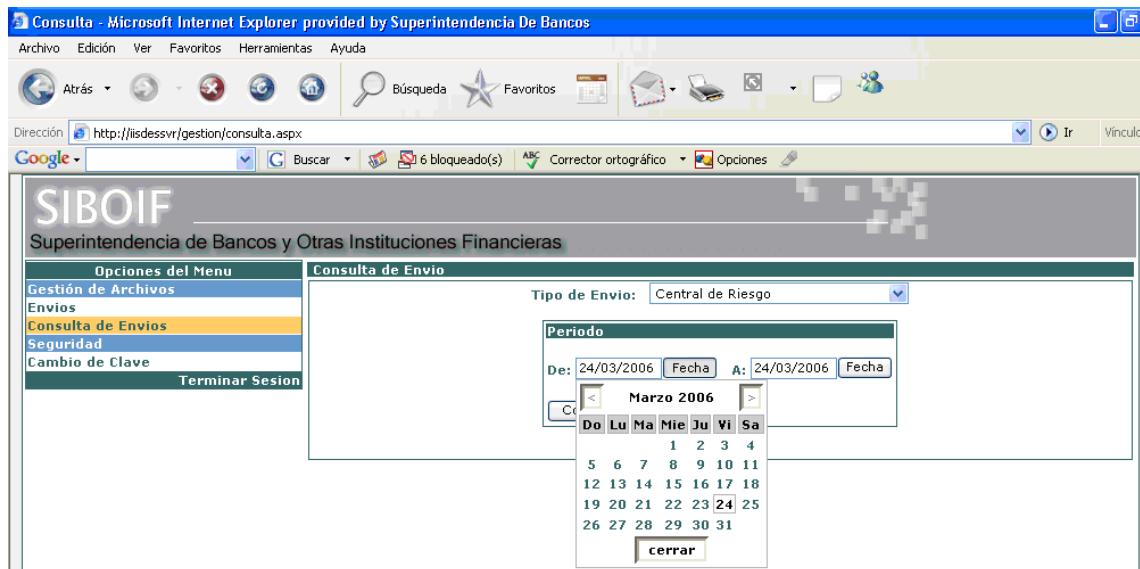 Consulta - Microsoft Internet Explorer provided by Superintendencia De Bancos
Archivo Edición Ver Favoritos Herramientas Ayuda
Atrás Búsqueda Favoritos
Dirección http://iisdessvr/gestion/consulta.aspx Ir
Google Buscar 6 bloqueado(s) ABC Corrector ortográfico Opciones
SIBOIF
Superintendencia de Bancos y Otras Instituciones Financieras
Opciones del Menu
Gestión de Archivos
Envios
Consulta de Envios
Seguridad
Cambio de Clave
Terminar Sesion
Consulta de Envio
Tipo de Envio: Central de Riesgo
Periodo
De: 24/03/2006 Fecha A: 24/03/2006 Fecha
< Marzo 2006 >
Do Lu Ma Mie Ju Vi Sa
1 2 3 4
5 6 7 8 9 10 11
12 13 14 15 16 17 18
19 20 21 22 23 24 25
26 27 28 29 30 31
cerrar